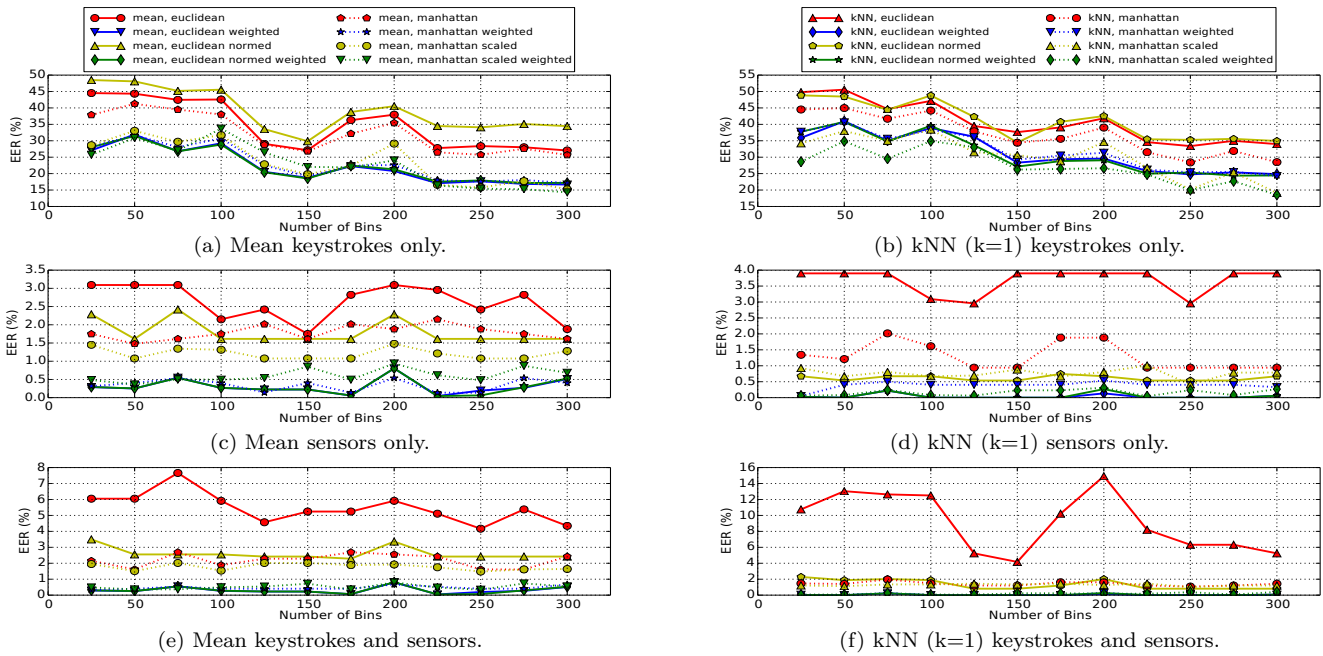 mean, euclidean
mean, euclidean weighted
mean, euclidean normed
mean, euclidean normed weighted
mean, manhattan
mean, manhattan weighted
mean, manhattan scaled
mean, manhattan scaled weighted
50
45
40
35
30
25
20
15
10
EER (%)
0 50 100 150 200 250 300
Number of Bins
(a) Mean keystrokes only.
kNN, euclidean
kNN, euclidean weighted
kNN, euclidean normed
kNN, euclidean normed weighted
kNN, manhattan
kNN, manhattan weighted
kNN, manhattan scaled
kNN, manhattan scaled weighted
55
50
45
40
35
30
25
20
15
EER (%)
0 50 100 150 200 250 300
Number of Bins
(b) kNN (k=1) keystrokes only.
3.5
3.0
2.5
2.0
1.5
1.0
0.5
0.0
EER (%)
0 50 100 150 200 250 300
Number of Bins
(c) Mean sensors only.
4.0
3.5
3.0
2.5
2.0
1.5
1.0
0.5
0.0
EER (%)
0 50 100 150 200 250 300
Number of Bins
(d) kNN (k=1) sensors only.
8
7
6
5
4
3
2
1
0
EER (%)
0 50 100 150 200 250 300
Number of Bins
(e) Mean keystrokes and sensors.
16
14
12
10
8
6
4
2
0
EER (%)
0 50 100 150 200 250 300
Number of Bins
(f) kNN (k=1) keystrokes and sensors.